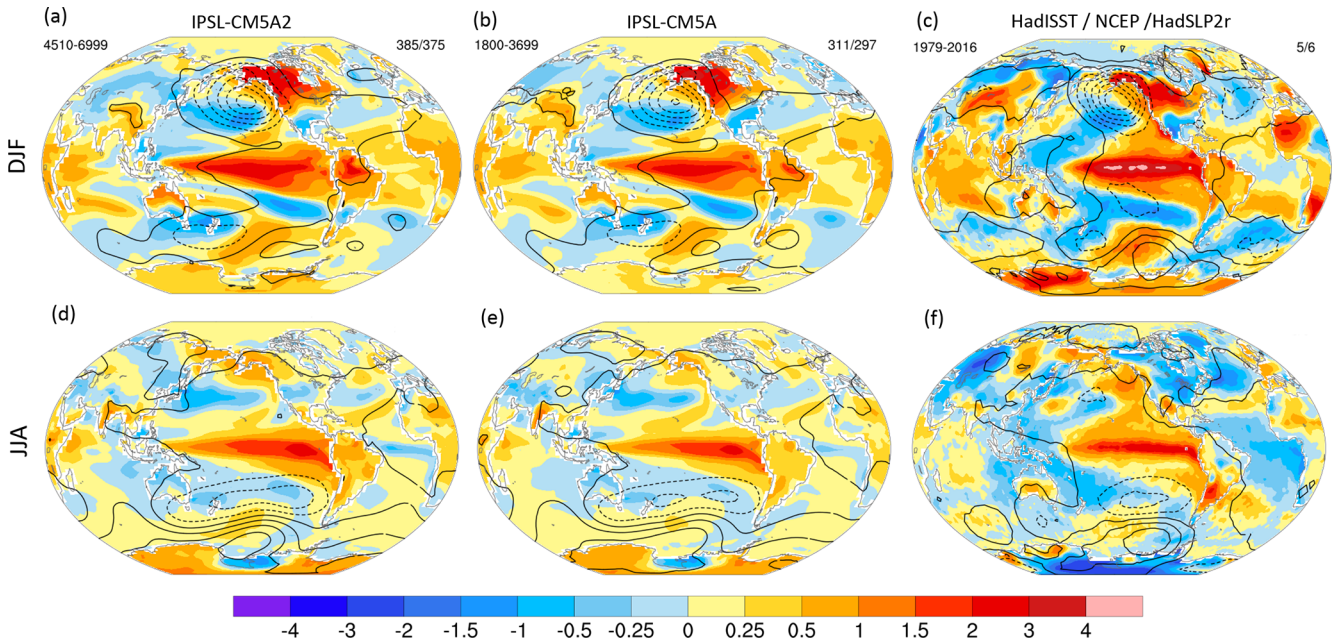 (a) IPSL-CM5A2
4510-6999 385/375
(b) IPSL-CM5A
1800-3699 311/297
(c) HadISST / NCEP /HadSLP2r
1979-2016 5/6
DJF
(d)
(e)
(f)
JJA
-4 -3 -2 -1.5 -1 -0.5 -0.25 0 0.25 0.5 1 1.5 2 3 4